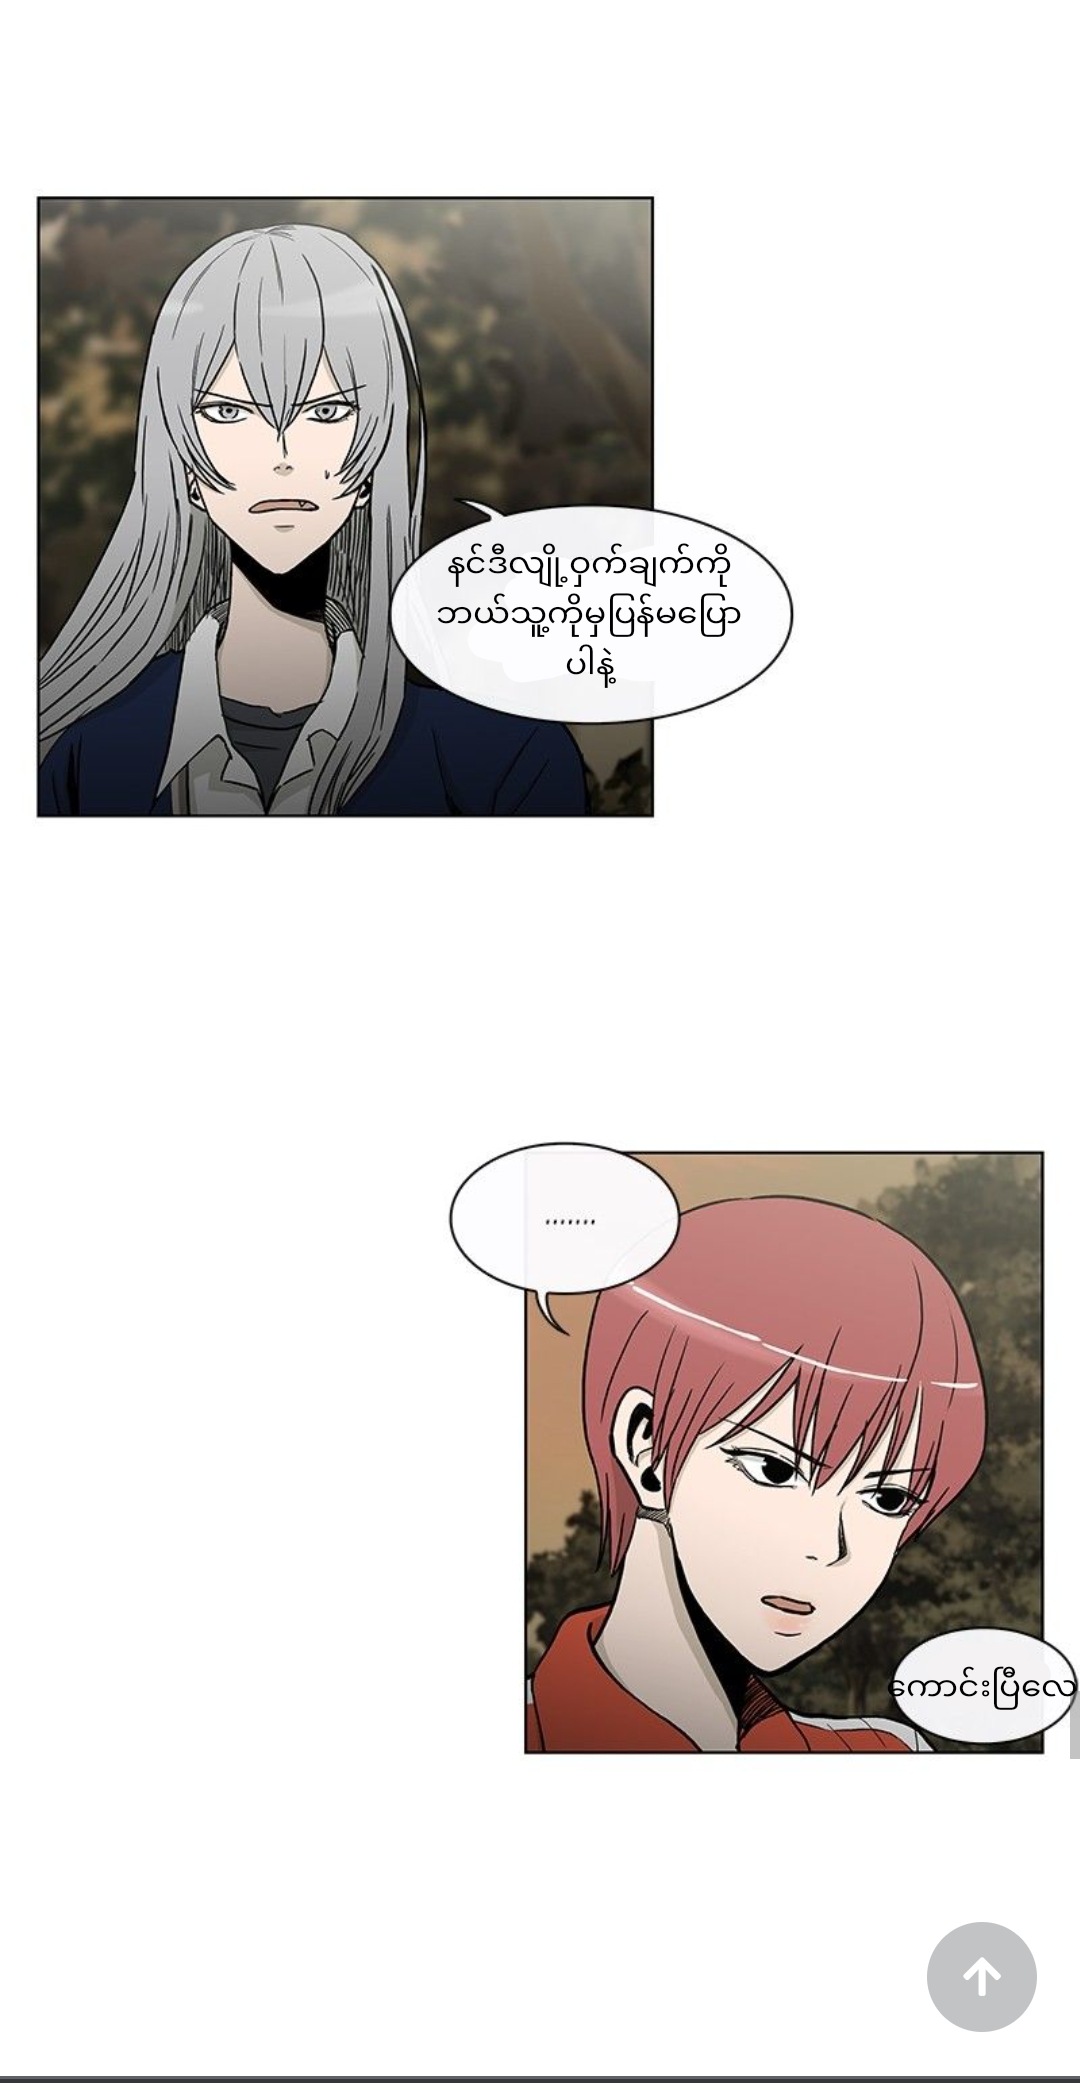 နင်ဒီလျို့ဝှက်ချက်ကို
ဘယ်သူ့ကိုမှပြန်မပြော
ပါနဲ့
.......
ကောင်းပြီလေ